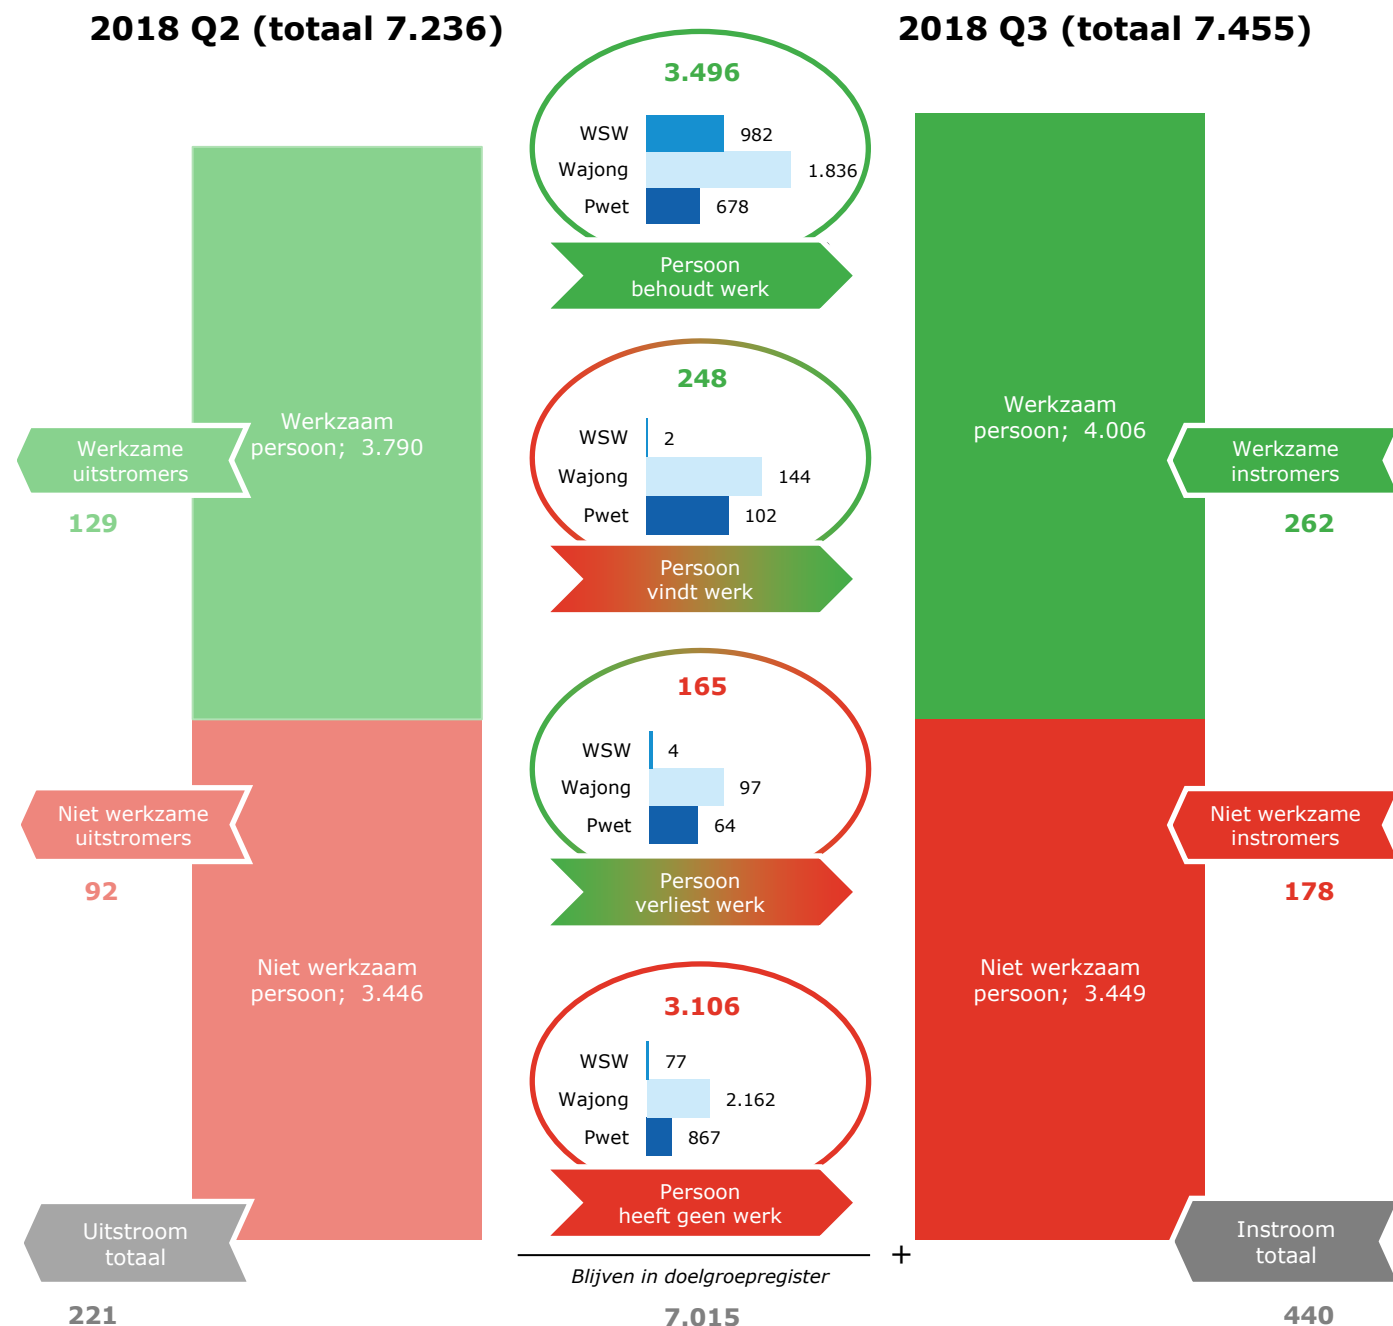 2018 Q2 (totaal 7.236)
2018 Q3 (totaal 7.455)
3.496
WSW 982
Wajong 1.836
Pwet 678
Persoon
behoudt werk
248
WSW 2
Wajong 144
Pwet 102
Persoon
vindt werk
165
WSW 4
Wajong 97
Pwet 64
Persoon
verliest werk
3.106
WSW 77
Wajong 2.162
Pwet 867
Persoon
heeft geen werk
Blijven in doelgroepregister
7.015
+
Werkzaam
persoon; 3.790
Werkzame
uitstromers
129
Niet werkzame
uitstromers
92
Niet werkzaam
persoon; 3.446
Uitstroom
totaal
221
Werkzaam
persoon; 4.006
Werkzame
instromers
262
Niet werkzame
instromers
178
Niet werkzaam
persoon; 3.449
Instroom
totaal
440